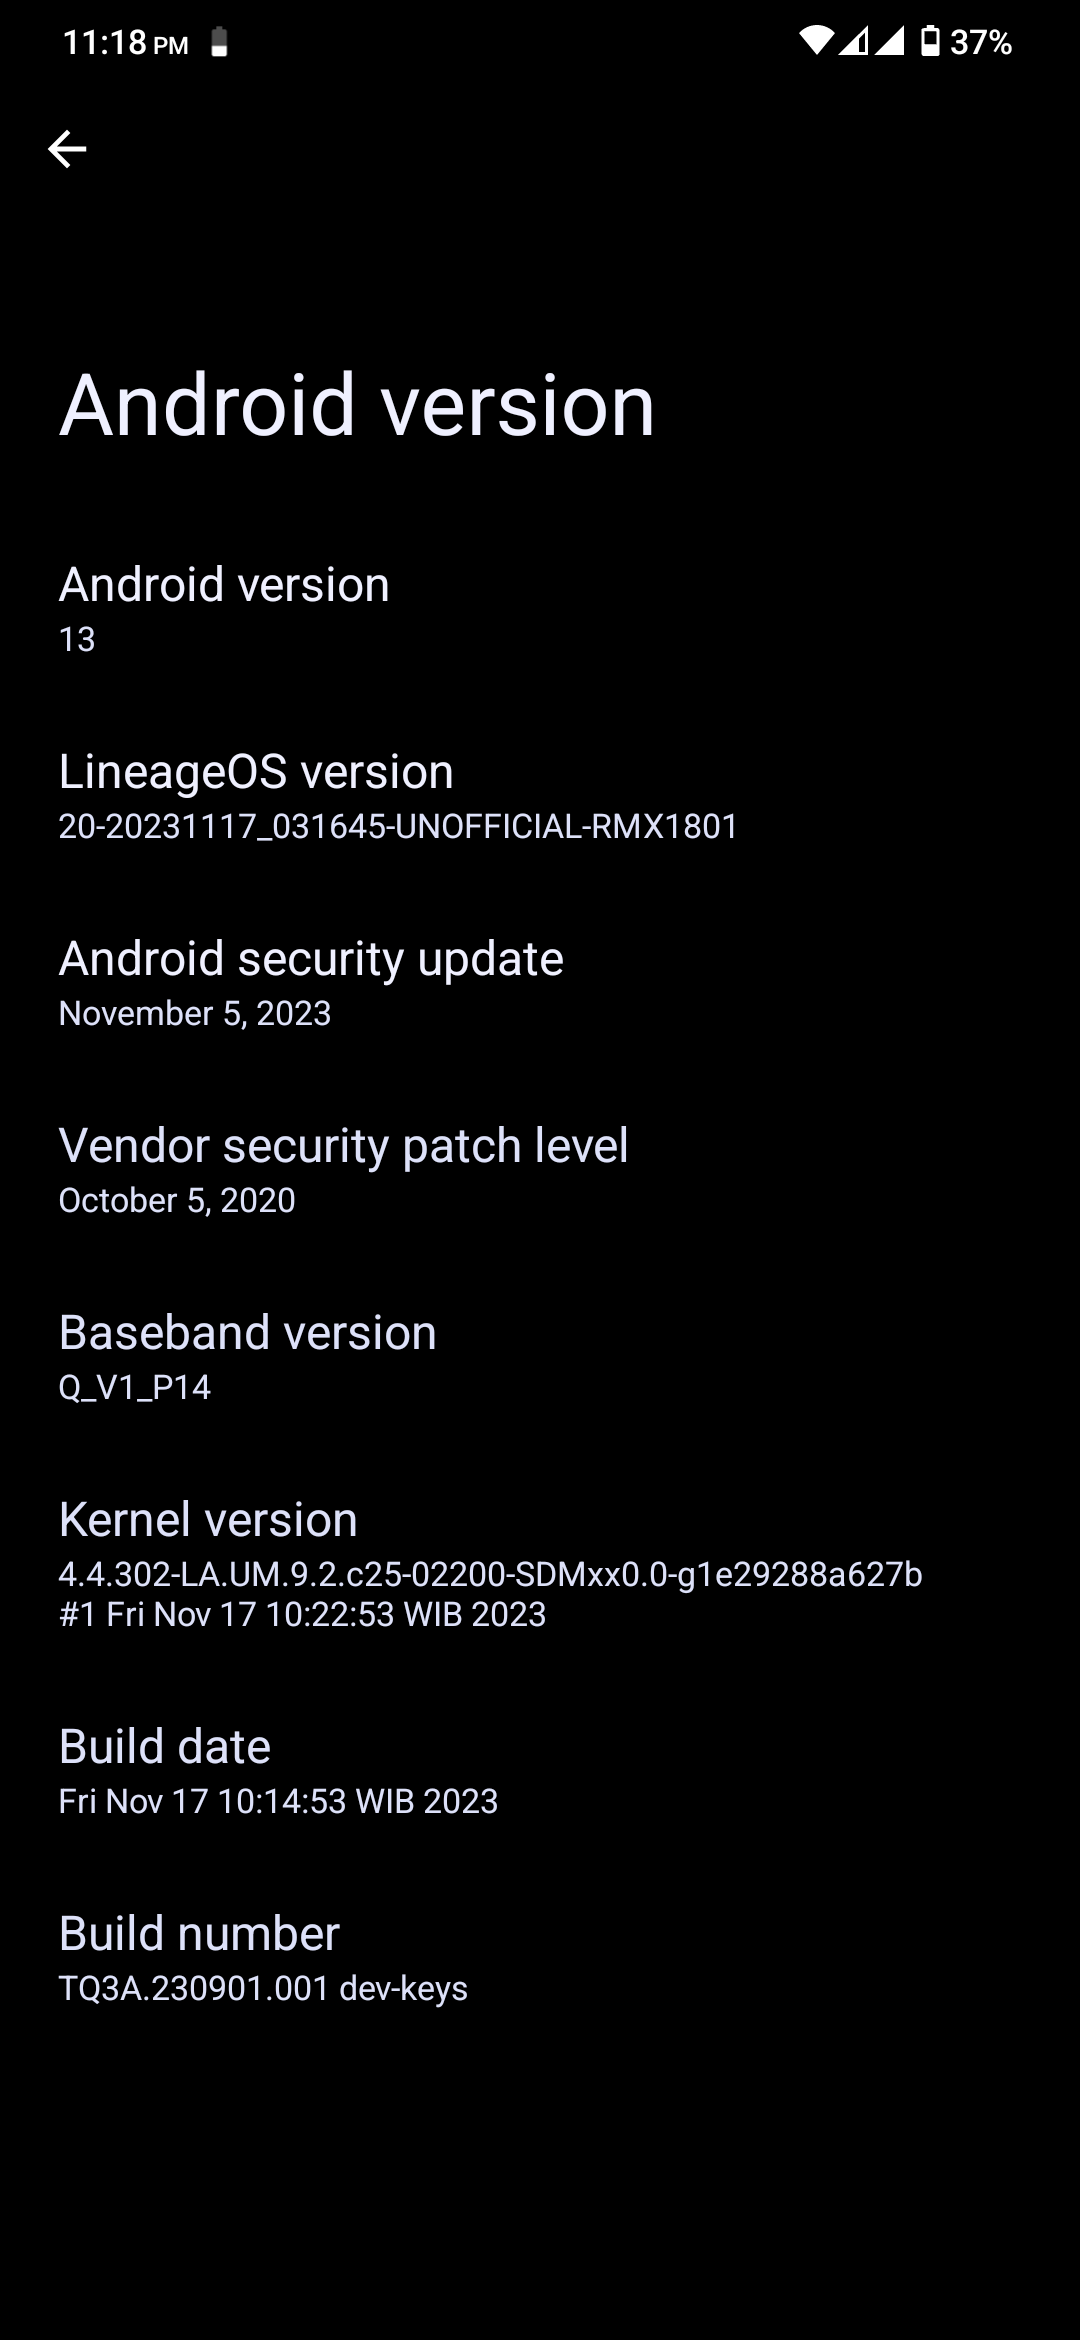 11:18 PM 37%
Android version
Android version
13
LineageOS version
20-20231117_031645-UNOFFICIAL-RMX1801
Android security update
November 5, 2023
Vendor security patch level
October 5, 2020
Baseband version
Q_V1_P14
Kernel version
4.4.302-LA.UM.9.2.c25-02200-SDMxx0.0-g1e29288a627b
#1 Fri Nov 17 10:22:53 WIB 2023
Build date
Fri Nov 17 10:14:53 WIB 2023
Build number
TQ3A.230901.001 dev-keys